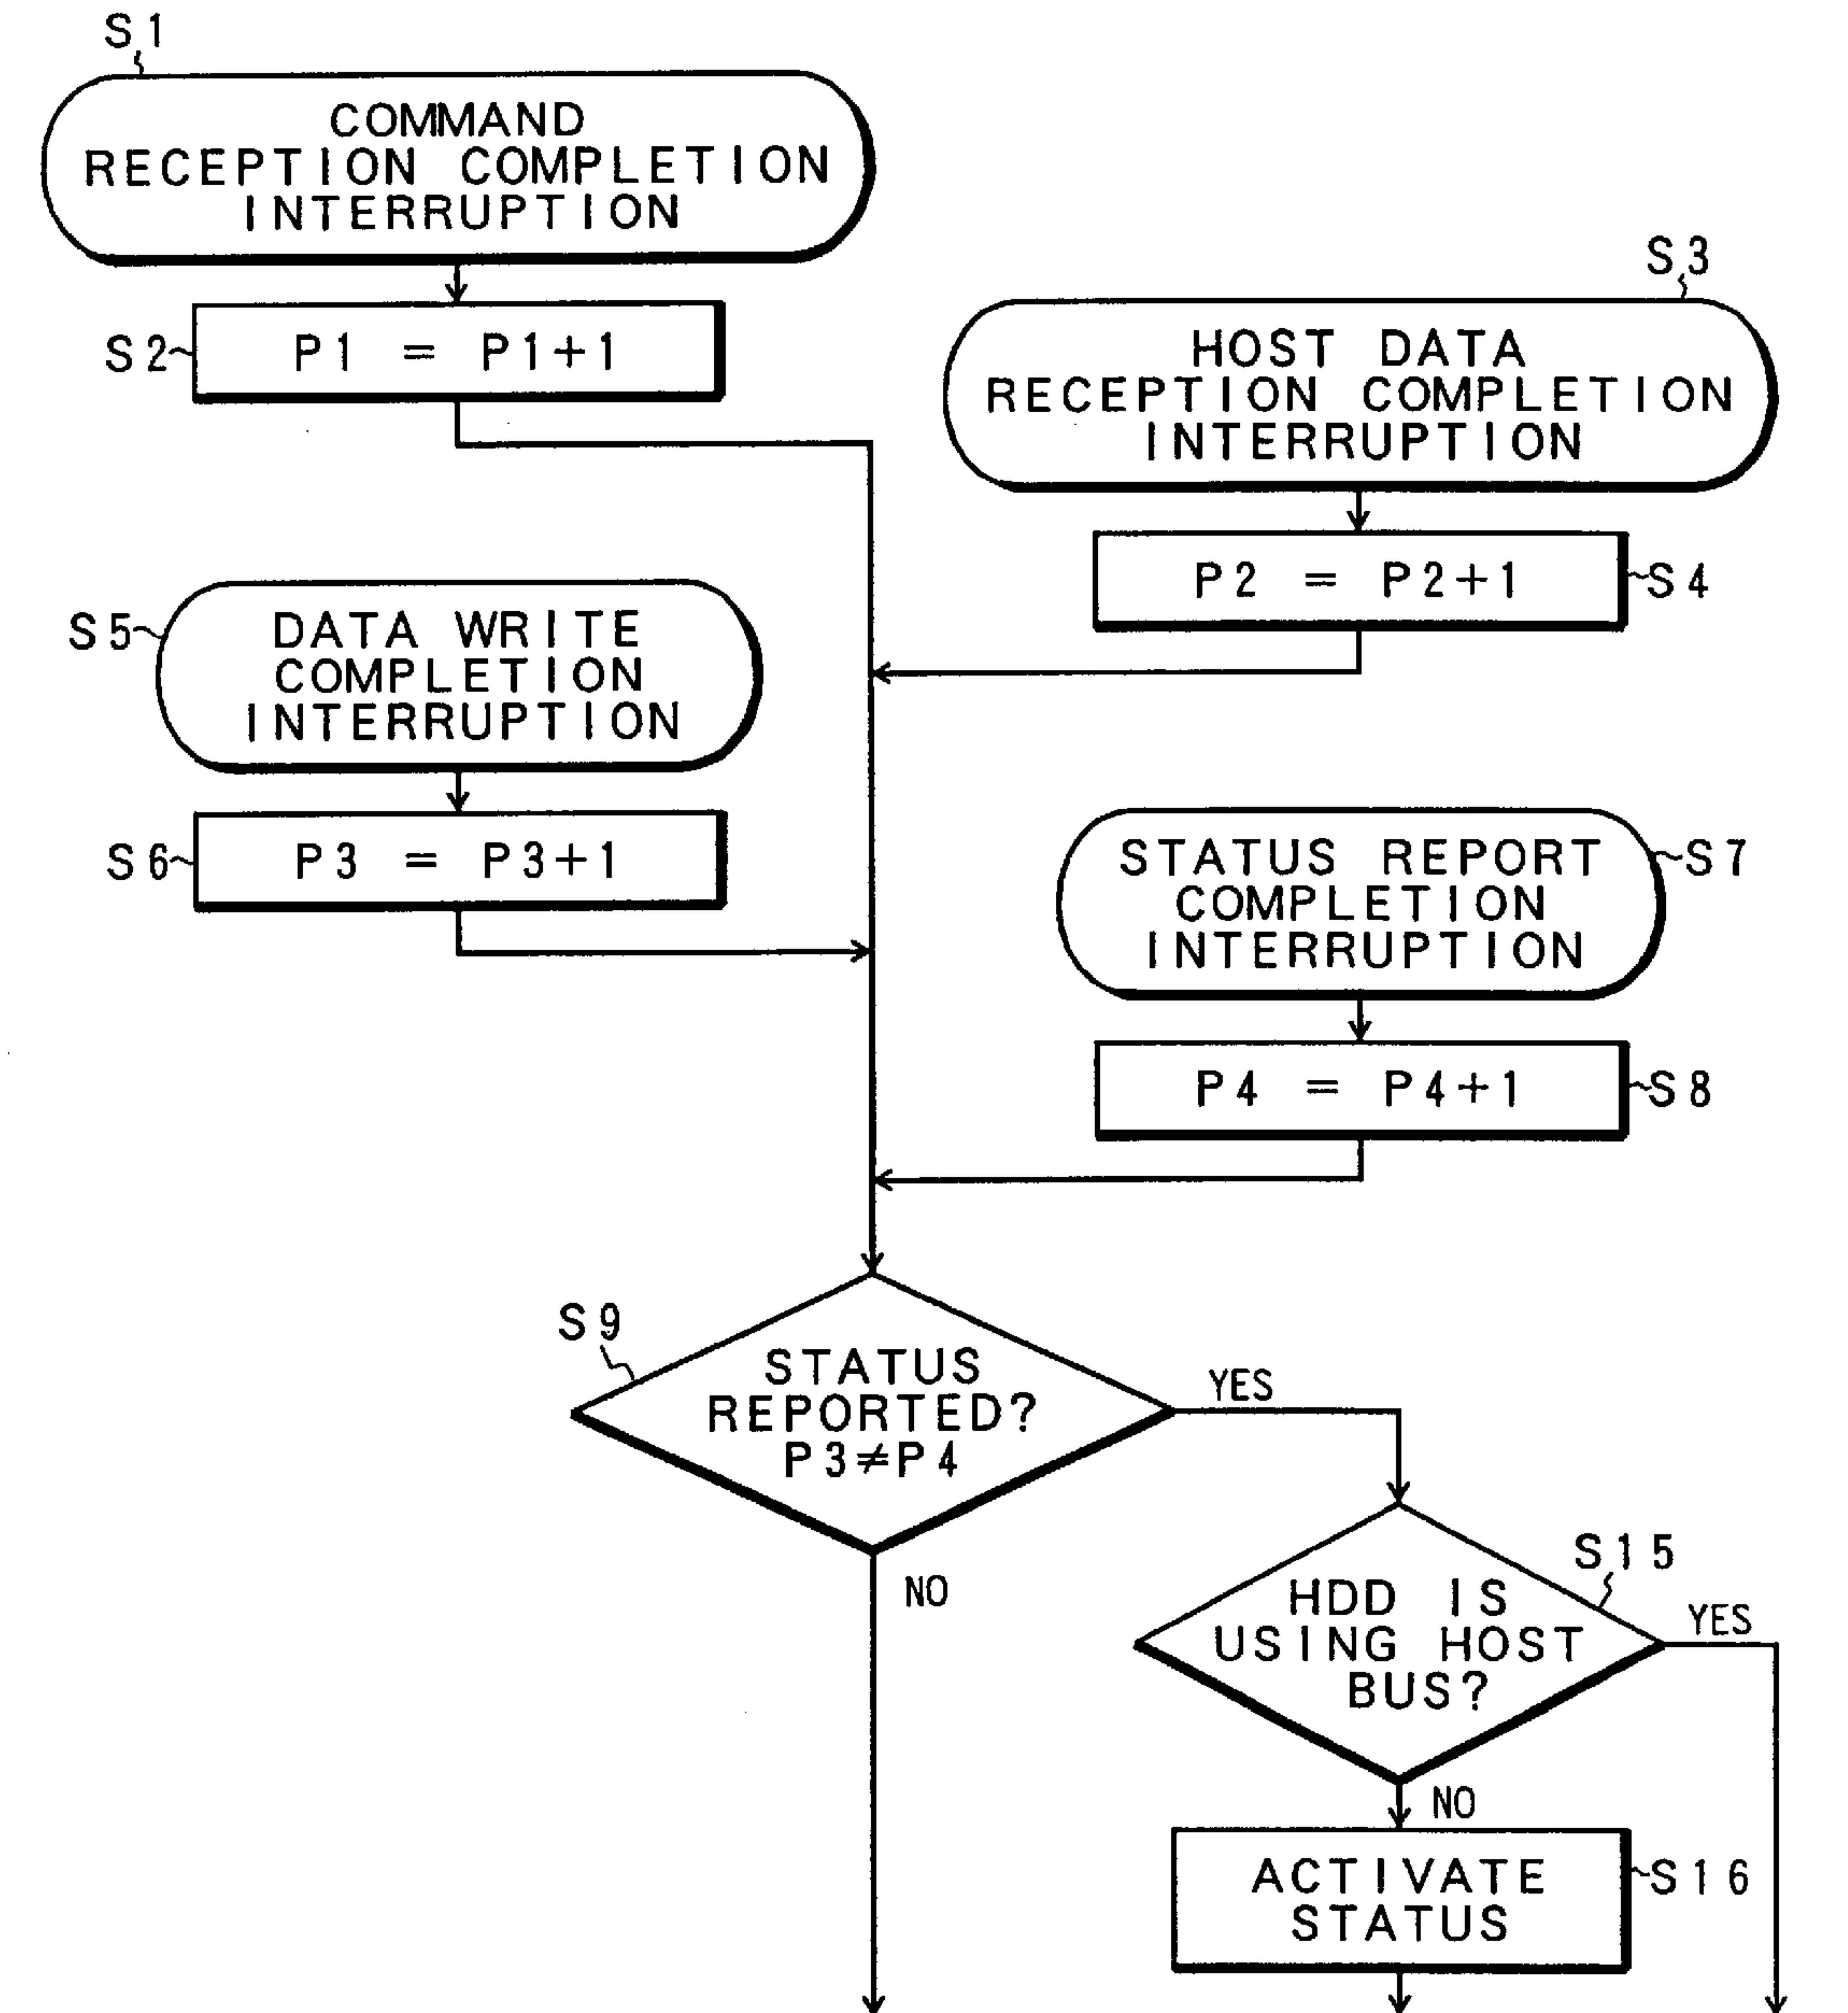 S1
COMMAND
RECEPTION COMPLETION
INTERRUPTION
S2
P1 = P1+1
S3
HOST DATA
RECEPTION COMPLETION
INTERRUPTION
P2 = P2+1
S4
S5
DATA WRITE
COMPLETION
INTERRUPTION
S6
P3 = P3+1
STATUS REPORT
COMPLETION
INTERRUPTION
S7
P4 = P4+1
S8
S9
STATUS
REPORTED?
P3≠P4
YES
NO
S15
HDD IS
USING HOST
BUS?
YES
NO
ACTIVATE
STATUS
S16